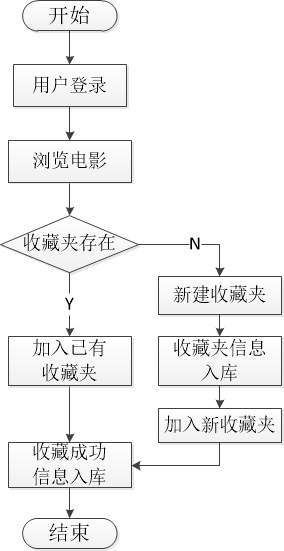 开始
用户登录
浏览电影
收藏夹存在
N
Y
新建收藏夹
加入已有
收藏夹
收藏夹信息
入库
加入新收藏夹
收藏成功
信息入库
结束